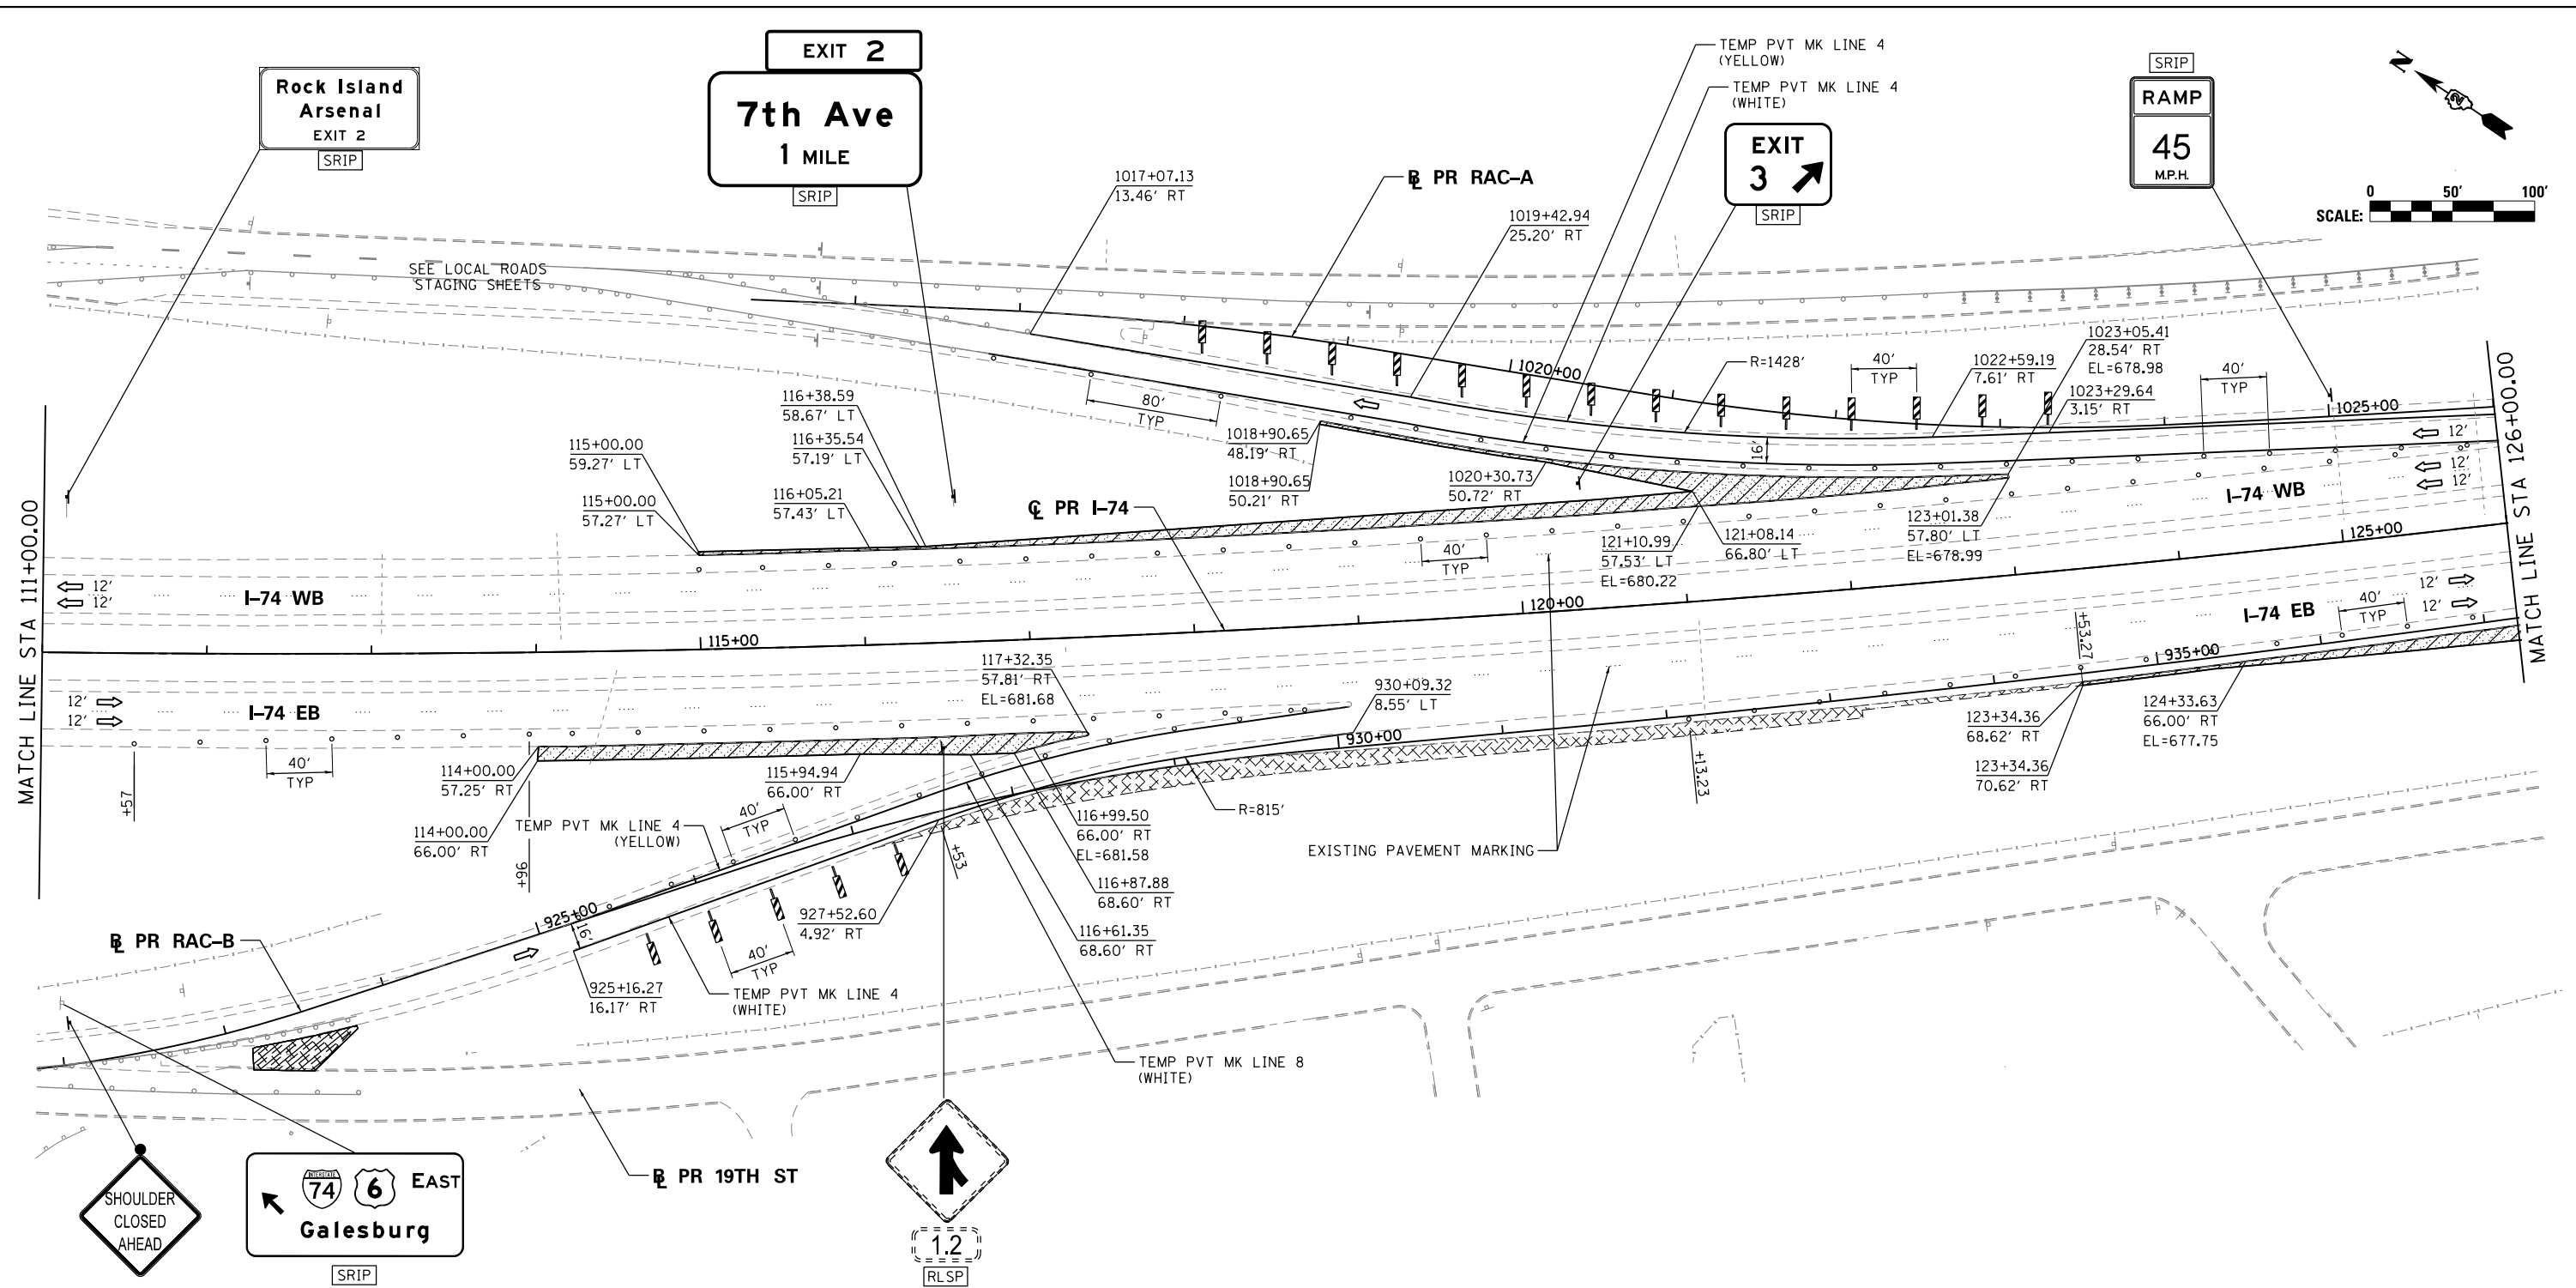 Rock Island
Arsenal
EXIT 2
SRIP
EXIT 2
7th Ave
1 MILE
SRIP
TEMP PVT MK LINE 4
(YELLOW)
TEMP PVT MK LINE 4
(WHITE)
EXIT
3
SRIP
SRIP
RAMP
45
M.P.H.
N
2
SCALE:
0 50' 100'
1017+07.13
13.46' RT
℄ PR RAC-A
1019+42.94
25.20' RT
SEE LOCAL ROADS
STAGING SHEETS
1020+00
R=1428'
40'
TYP
1022+59.19
7.61' RT
1023+05.41
28.54' RT
EL=678.98
1023+29.64
3.15' RT
40'
TYP
1025+00
80'
TYP
16'
116+38.59
58.67' LT
116+35.54
57.19' LT
115+00.00
59.27' LT
115+00.00
57.27' LT
116+05.21
57.43' LT
1018+90.65
48.19' RT
1018+90.65
50.21' RT
1020+30.73
50.72' RT
℄ PR I-74
40'
TYP
121+10.99
57.53' LT
EL=680.22
121+08.14
66.80' LT
123+01.38
57.80' LT
EL=678.99
12'
12'
12'
I-74 WB
125+00
MATCH LINE STA 126+00.00
MATCH LINE STA 111+00.00
12'
12'
I-74 WB
115+00
120+00
12'
12'
I-74 EB
40'
TYP
+53.27
935+00
12'
12'
I-74 EB
117+32.35
57.81' RT
EL=681.68
930+09.32
8.55' LT
930+00
40'
TYP
+57
114+00.00
57.25' RT
114+00.00
66.00' RT
+96
115+94.94
66.00' RT
40'
TYP
TEMP PVT MK LINE 4
(YELLOW)
+53
R=815'
116+99.50
66.00' RT
EL=681.58
116+87.88
68.60' RT
116+61.35
68.60' RT
EXISTING PAVEMENT MARKING
+13.23
123+34.36
68.62' RT
123+34.36
70.62' RT
124+33.63
66.00' RT
EL=677.75
925+00
16'
927+52.60
4.92' RT
40'
TYP
925+16.27
16.17' RT
TEMP PVT MK LINE 4
(WHITE)
℄ PR RAC-B
TEMP PVT MK LINE 8
(WHITE)
℄ PR 19TH ST
SHOULDER
CLOSED
AHEAD
INTERSTATE
74 6 EAST
Galesburg
SRIP
1.2
RLSP